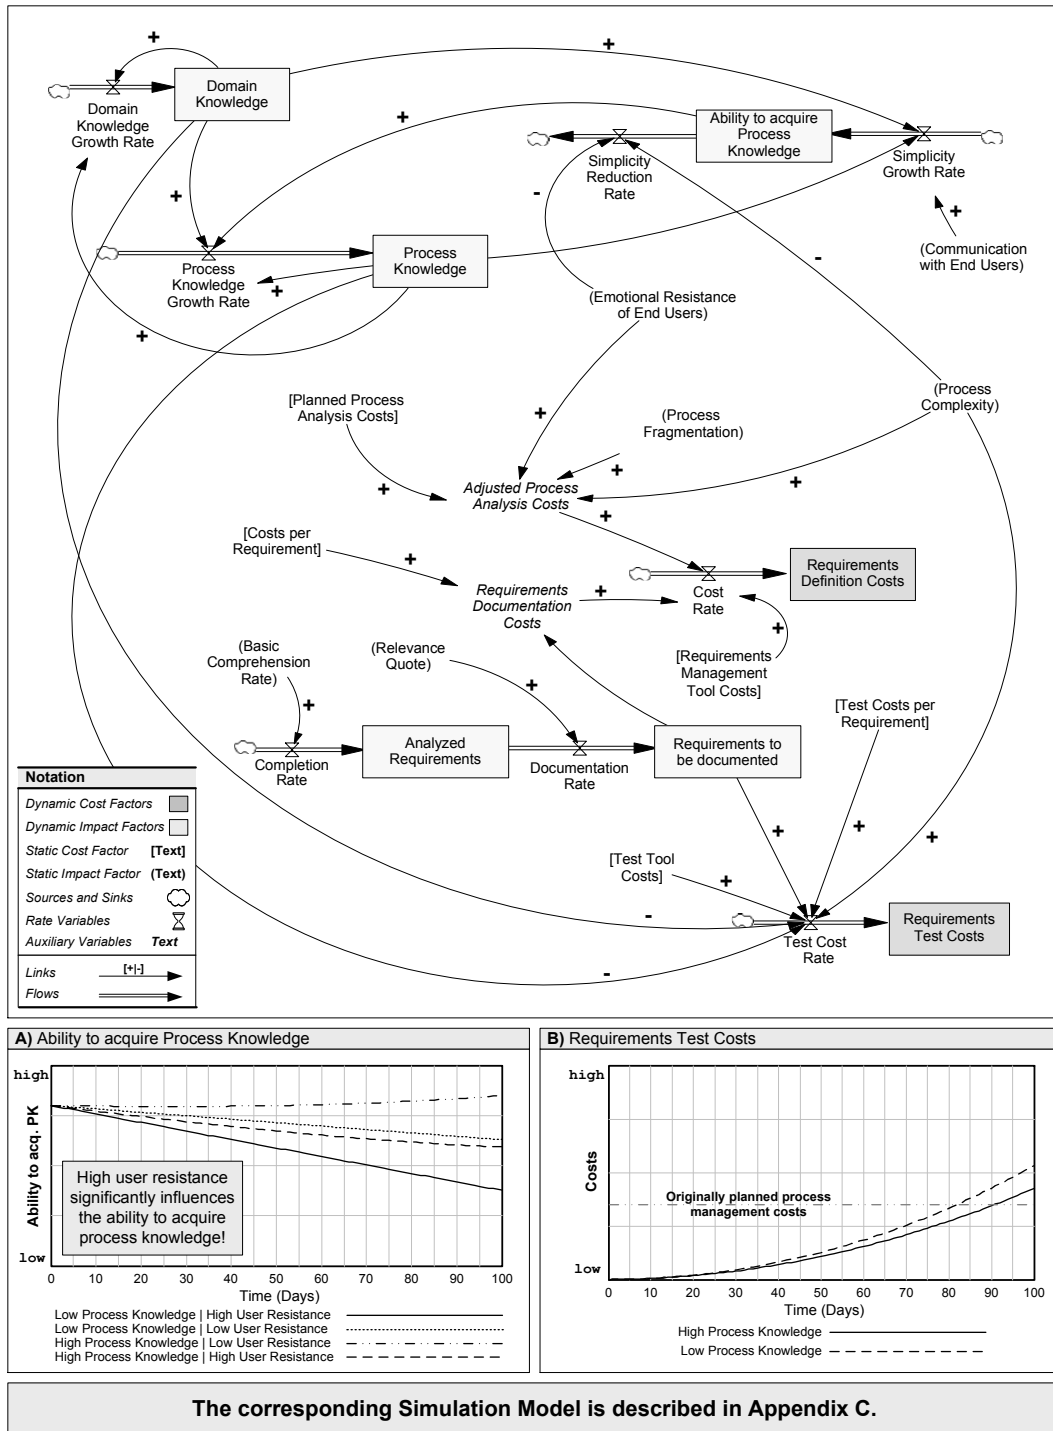 +
+
Domain
Knowledge
Domain
Knowledge
Growth Rate
+
Ability to acquire
Process
Knowledge
Simplicity
Reduction
Rate
Simplicity
Growth Rate
+
-
+
(Communication
with End Users)
Process
Knowledge
Process
Knowledge
Growth Rate
+
-
(Emotional Resistance
of End Users)
+
(Process
Complexity)
[Planned Process
Analysis Costs]
+
(Process
Fragmentation)
+
+
+
Adjusted Process
Analysis Costs
+
[Costs per
Requirement]
+
Requirements
Documentation
Costs
+
Cost
Rate
Requirements
Definition Costs
+
[Requirements
Management
Tool Costs]
(Basic
Comprehension
Rate)
(Relevance
Quote)
+
+
[Test Costs per
Requirement]
Completion
Rate
Analyzed
Requirements
Documentation
Rate
Requirements to
be documented
+
+
+
[Test Tool
Costs]
+
-
Test Cost
Rate
Requirements
Test Costs
-
Notation
Dynamic Cost Factors
Dynamic Impact Factors
Static Cost Factor [Text]
Static Impact Factor (Text)
Sources and Sinks
Rate Variables
Auxiliary Variables Text
Links [+|-]
Flows
A) Ability to acquire Process Knowledge
high
Ability to acq. PK
High user resistance
significantly influences
the ability to acquire
process knowledge!
low
0 10 20 30 40 50 60 70 80 90 100
Time (Days)
Low Process Knowledge | High User Resistance
Low Process Knowledge | Low User Resistance
High Process Knowledge | Low User Resistance
High Process Knowledge | High User Resistance
B) Requirements Test Costs
high
Costs
Originally planned process
management costs
low
0 10 20 30 40 50 60 70 80 90 100
Time (Days)
High Process Knowledge
Low Process Knowledge
The corresponding Simulation Model is described in Appendix C.